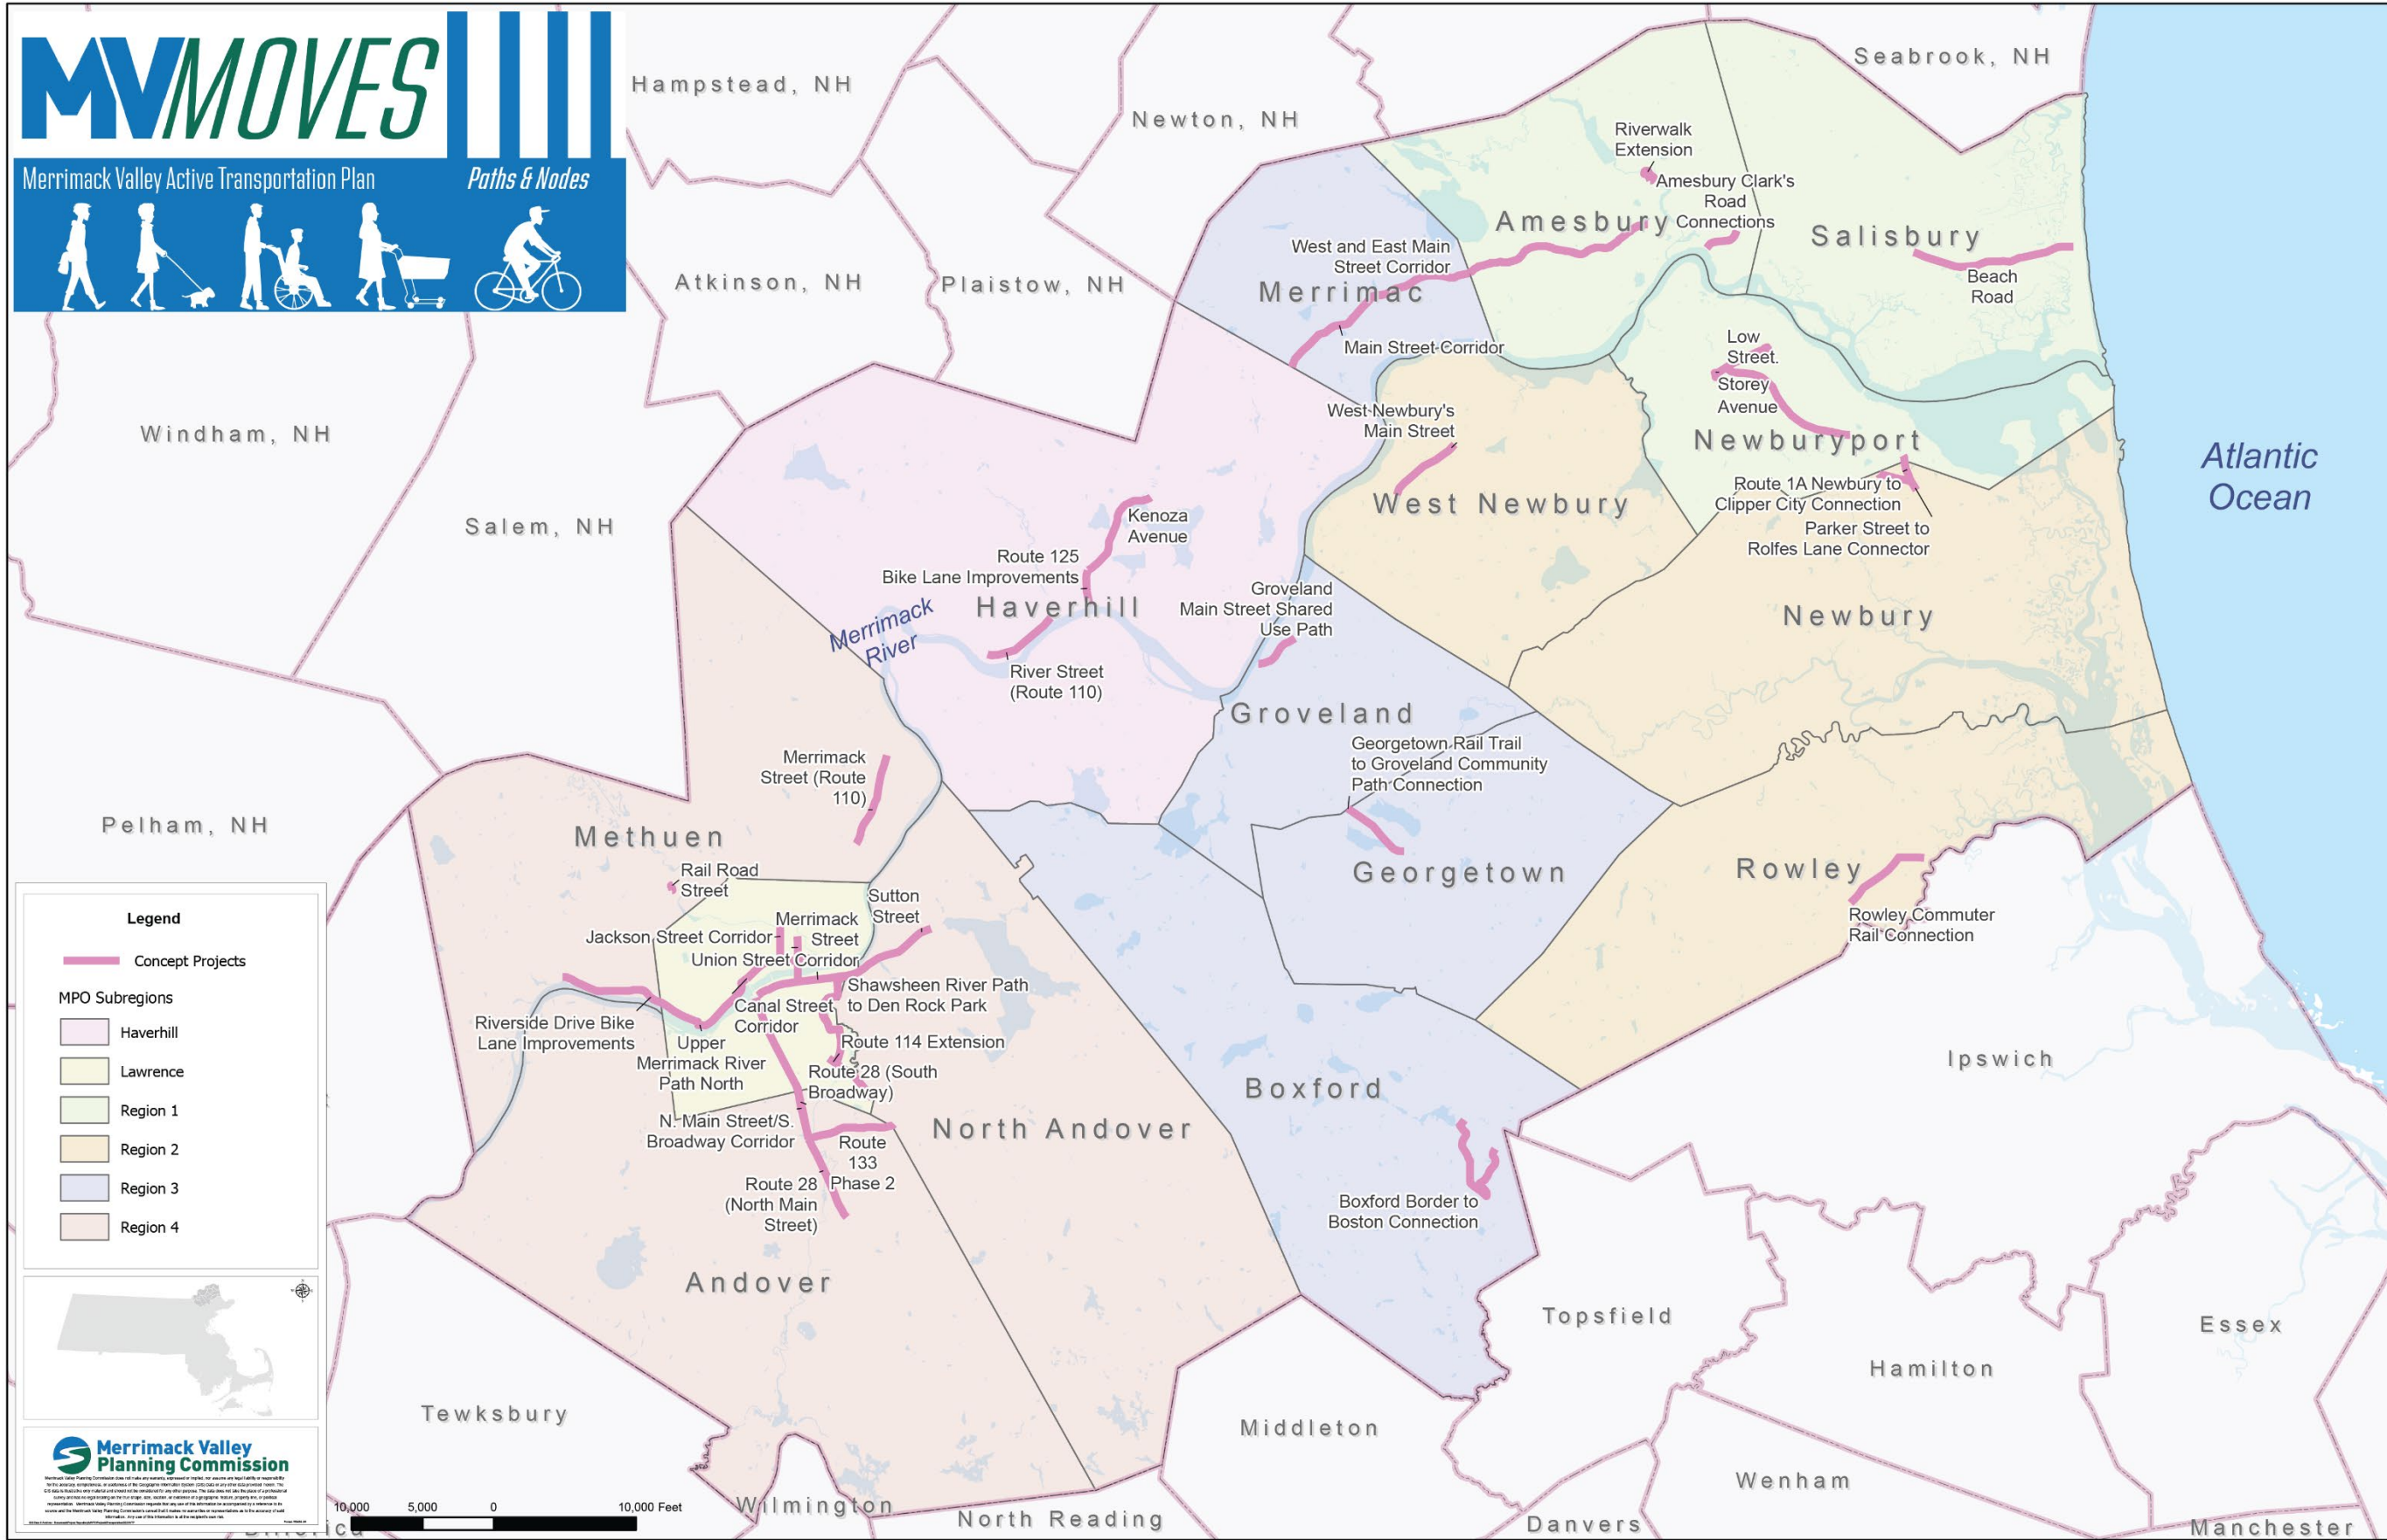 MVMOVES
Merrimack Valley Active Transportation Plan
Paths & Nodes
Hampstead, NH
Newton, NH
Seabrook, NH
Atkinson, NH
Plaistow, NH
Windham, NH
Salem, NH
Pelham, NH
Riverwalk
Extension
Amesbury Clark's
Road
Connections
Amesbury
Salisbury
Beach
Road
West and East Main
Street Corridor
Merrimac
Main Street Corridor
Low
Street.
Storey
Avenue
Newburyport
Atlantic
Ocean
West Newbury's
Main Street
West Newbury
Route 1A Newbury to
Clipper City Connection
Parker Street to
Rolfes Lane Connector
Newbury
Kenoza
Avenue
Route 125
Bike Lane Improvements
Haverhill
Merrimack
River
River Street
(Route 110)
Groveland
Main Street Shared
Use Path
Groveland
Georgetown Rail Trail
to Groveland Community
Path Connection
Georgetown
Rowley
Rowley Commuter
Rail Connection
Merrimack
Street (Route
110)
Methuen
Rail Road
Street
Sutton
Street
Merrimack
Street
Jackson Street Corridor
Union Street Corridor
Shawsheen River Path
to Den Rock Park
Canal Street
Corridor
Riverside Drive Bike
Lane Improvements
Upper
Merrimack River
Path North
Route 114 Extension
Route 28 (South
Broadway)
N. Main Street/S.
Broadway Corridor
Route
133
Phase 2
Route 28
(North Main
Street)
North Andover
Andover
Boxford
Boxford Border to
Boston Connection
Ipswich
Topsfield
Hamilton
Essex
Wenham
Middleton
Danvers
Manchester
Tewksbury
Wilmington
North Reading
Legend
Concept Projects
MPO Subregions
Haverhill
Lawrence
Region 1
Region 2
Region 3
Region 4
Merrimack Valley
Planning Commission
10,000 5,000 0 10,000 Feet